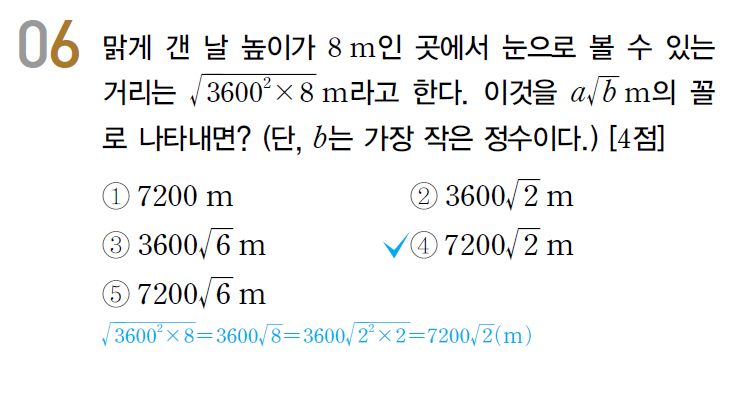 06 맑게 갠 날 높이가 8 m인 곳에서 눈으로 볼 수 있는
거리는 √(3600²×8) m라고 한다. 이것을 a√b m의 꼴
로 나타내면? (단, b는 가장 작은 정수이다.) [4점]
① 7200 m ② 3600√2 m
③ 3600√6 m ④ 7200√2 m
⑤ 7200√6 m
√(3600²×8)=3600√8=3600√(2²×2)=7200√2(m)